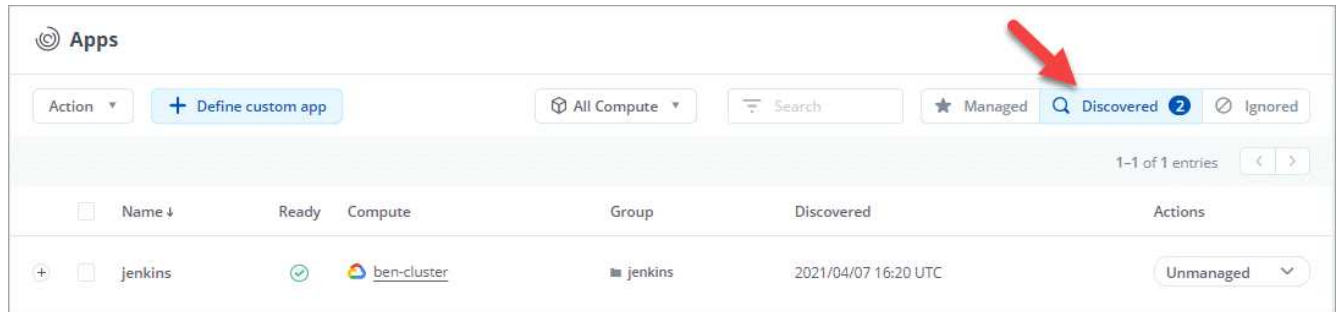 Apps
Action + Define custom app All Compute Search Managed Discovered 2 Ignored
1–1 of 1 entries < >
Name ↓ Ready Compute Group Discovered Actions
jenkins ben-cluster jenkins 2021/04/07 16:20 UTC Unmanaged